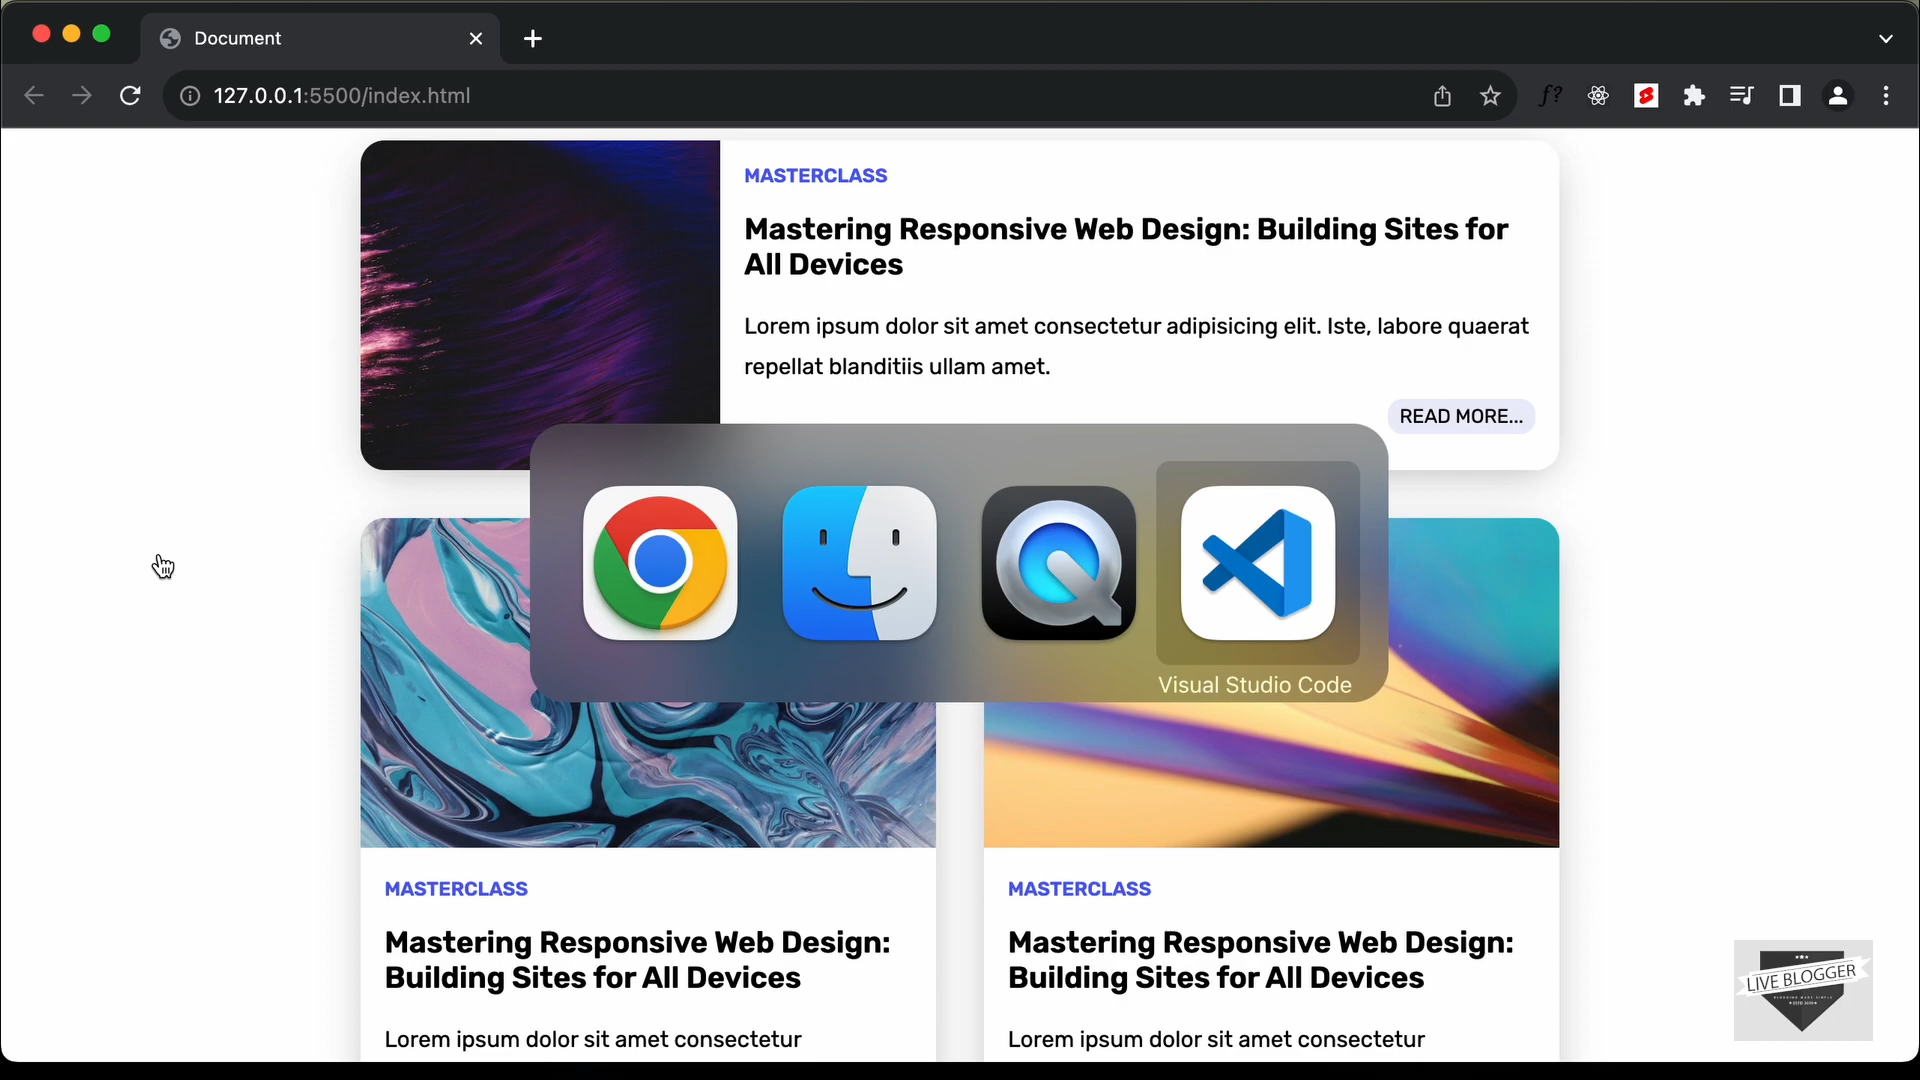 Document
127.0.0.1:5500/index.html
f?
MASTERCLASS
Mastering Responsive Web Design: Building Sites for
All Devices
Lorem ipsum dolor sit amet consectetur adipisicing elit. Iste, labore quaerat
repellat blanditiis ullam amet.
READ MORE...
Visual Studio Code
MASTERCLASS
Mastering Responsive Web Design:
Building Sites for All Devices
Lorem ipsum dolor sit amet consectetur
MASTERCLASS
Mastering Responsive Web Design:
Building Sites for All Devices
Lorem ipsum dolor sit amet consectetur
LIVE BLOGGER
BLOGGING MADE SIMPLE